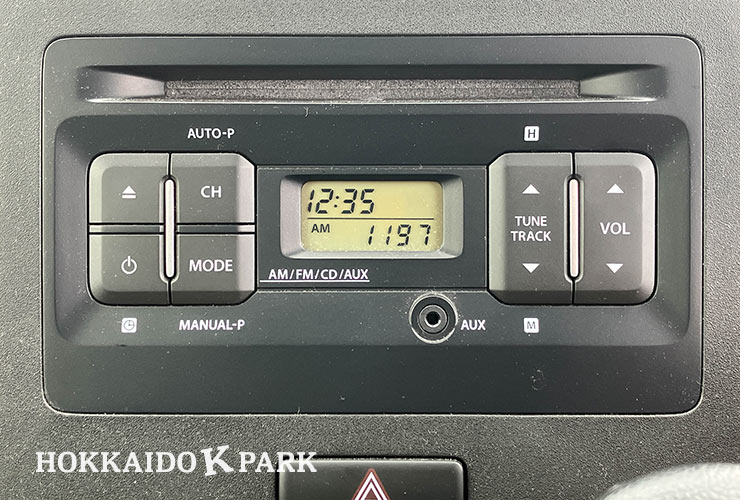 AUTO-P
H
CH
MODE
12:35
AM
1197
TUNE
TRACK
VOL
AM/FM/CD/AUX
MANUAL-P
AUX
M
HOKKAIDO K PARK